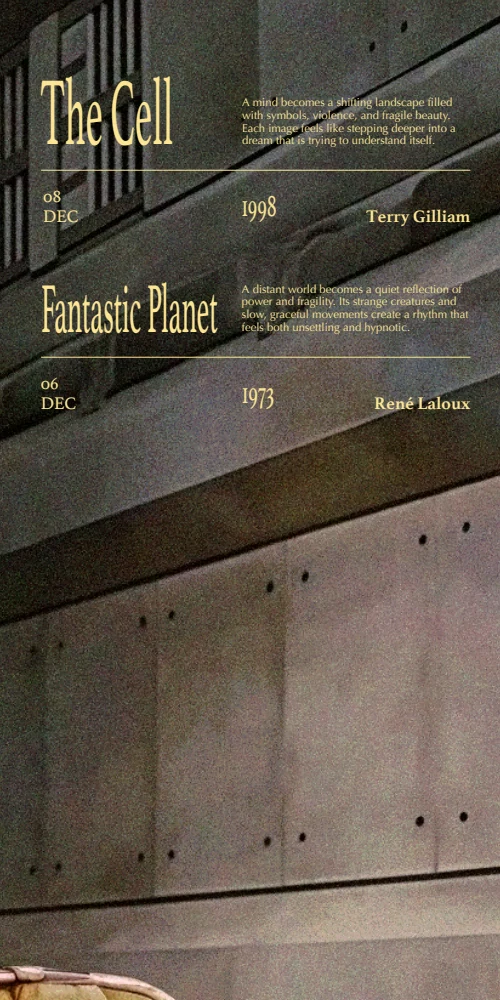 The Cell
A mind becomes a shifting landscape filled
with symbols, violence, and fragile beauty.
Each image feels like stepping deeper into a
dream that is trying to understand itself.
08
DEC
1998
Terry Gilliam
Fantastic Planet
A distant world becomes a quiet reflection of
power and fragility. Its strange creatures and
slow, graceful movements create a rhythm that
feels both unsettling and hypnotic.
06
DEC
1973
René Laloux